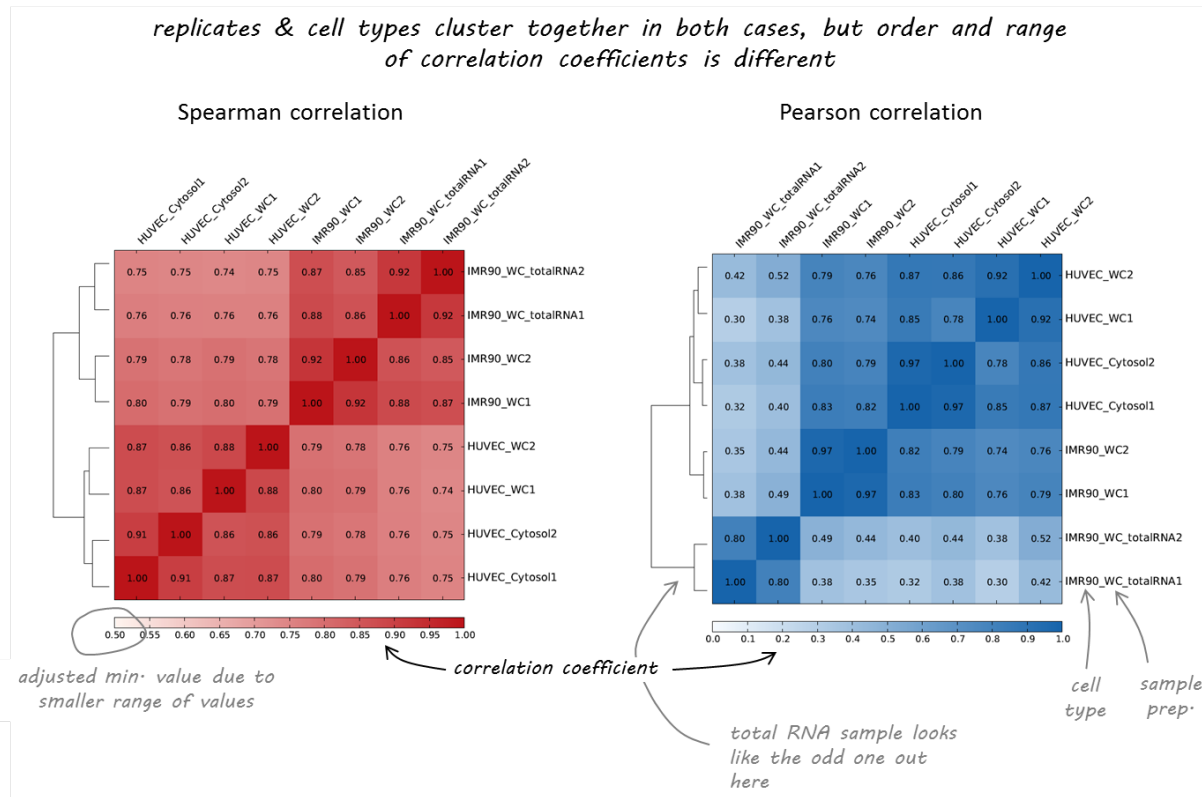 replicates & cell types cluster together in both cases, but order and range
of correlation coefficients is different
Spearman correlation
HUVEC_Cytosol1
HUVEC_Cytosol2
HUVEC_WC1
HUVEC_WC2
IMR90_WC1
IMR90_WC2
IMR90_WC_totalRNA1
IMR90_WC_totalRNA2
0.75 0.75 0.74 0.75 0.87 0.85 0.92 1.00 IMR90_WC_totalRNA2
0.76 0.76 0.76 0.76 0.88 0.86 1.00 0.92 IMR90_WC_totalRNA1
0.79 0.78 0.79 0.78 0.92 1.00 0.86 0.85 IMR90_WC2
0.80 0.79 0.80 0.79 1.00 0.92 0.88 0.87 IMR90_WC1
0.87 0.86 0.88 1.00 0.79 0.78 0.76 0.75 HUVEC_WC2
0.87 0.86 1.00 0.88 0.80 0.79 0.76 0.74 HUVEC_WC1
0.91 1.00 0.86 0.86 0.79 0.78 0.76 0.75 HUVEC_Cytosol2
1.00 0.91 0.87 0.87 0.80 0.79 0.76 0.75 HUVEC_Cytosol1
0.50 0.55 0.60 0.65 0.70 0.75 0.80 0.85 0.90 0.95 1.00
adjusted min. value due to
smaller range of values
Pearson correlation
IMR90_WC_totalRNA1
IMR90_WC_totalRNA2
IMR90_WC1
IMR90_WC2
HUVEC_Cytosol1
HUVEC_Cytosol2
HUVEC_WC1
HUVEC_WC2
0.42 0.52 0.79 0.76 0.87 0.86 0.92 1.00 HUVEC_WC2
0.30 0.38 0.76 0.74 0.85 0.78 1.00 0.92 HUVEC_WC1
0.38 0.44 0.80 0.79 0.97 1.00 0.78 0.86 HUVEC_Cytosol2
0.32 0.40 0.83 0.82 1.00 0.97 0.85 0.87 HUVEC_Cytosol1
0.35 0.44 0.97 1.00 0.82 0.79 0.74 0.76 IMR90_WC2
0.38 0.49 1.00 0.97 0.83 0.80 0.76 0.79 IMR90_WC1
0.80 1.00 0.49 0.44 0.40 0.44 0.38 0.52 IMR90_WC_totalRNA2
1.00 0.80 0.38 0.35 0.32 0.38 0.30 0.42 IMR90_WC_totalRNA1
0.0 0.1 0.2 0.3 0.4 0.5 0.6 0.7 0.8 0.9 1.0
correlation coefficient
cell
type
sample
prep.
total RNA sample looks
like the odd one out
here